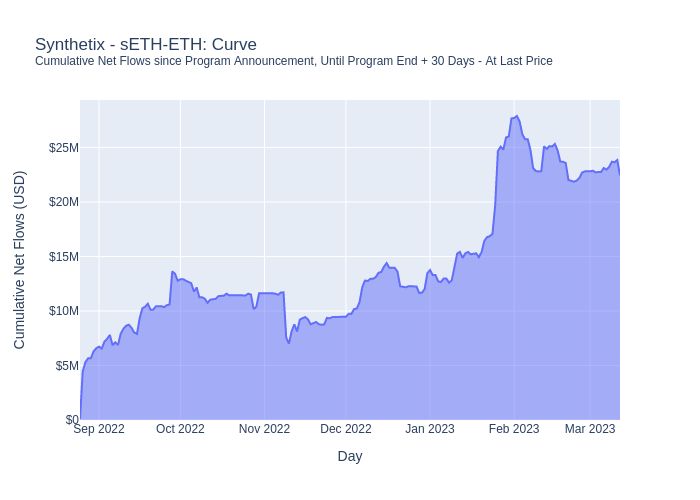 Synthetix - sETH-ETH: Curve
Cumulative Net Flows since Program Announcement, Until Program End + 30 Days - At Last Price
Cumulative Net Flows (USD)
$25M
$20M
$15M
$10M
$5M
$0
Sep 2022 Oct 2022 Nov 2022 Dec 2022 Jan 2023 Feb 2023 Mar 2023
Day